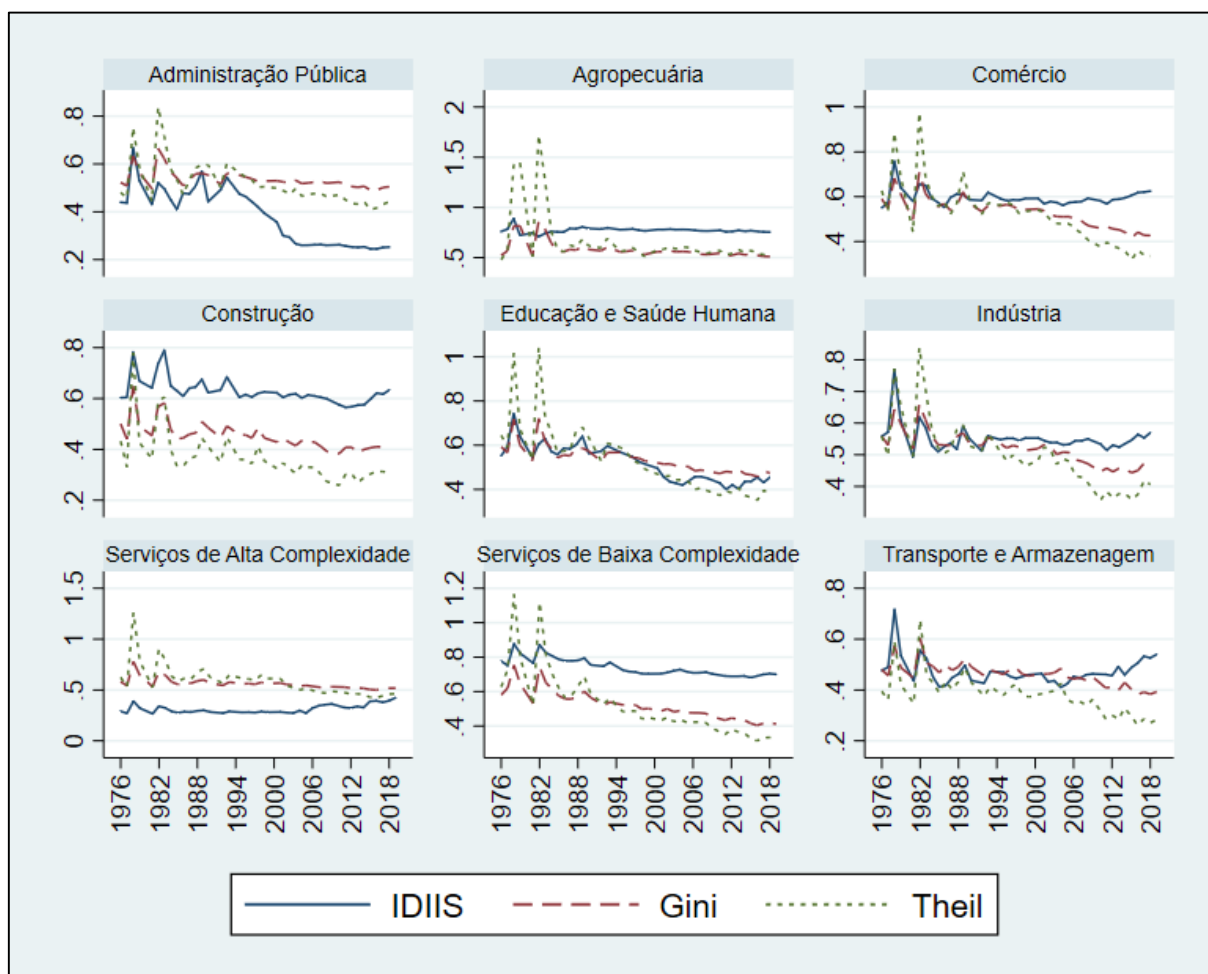 Administração Pública
.2 .4 .6 .8
Agropecuária
.5 1 1.5 2
Comércio
.4 .6 .8 1
Construção
.2 .4 .6 .8
Educação e Saúde Humana
.4 .6 .8 1
Indústria
.4 .5 .6 .7 .8
Serviços de Alta Complexidade
0 .5 1 1.5
Serviços de Baixa Complexidade
.4 .6 .8 1 1.2
Transporte e Armazenagem
.2 .4 .6 .8
1976 1982 1988 1994 2000 2006 2012 2018
1976 1982 1988 1994 2000 2006 2012 2018
1976 1982 1988 1994 2000 2006 2012 2018
IDIIS Gini Theil